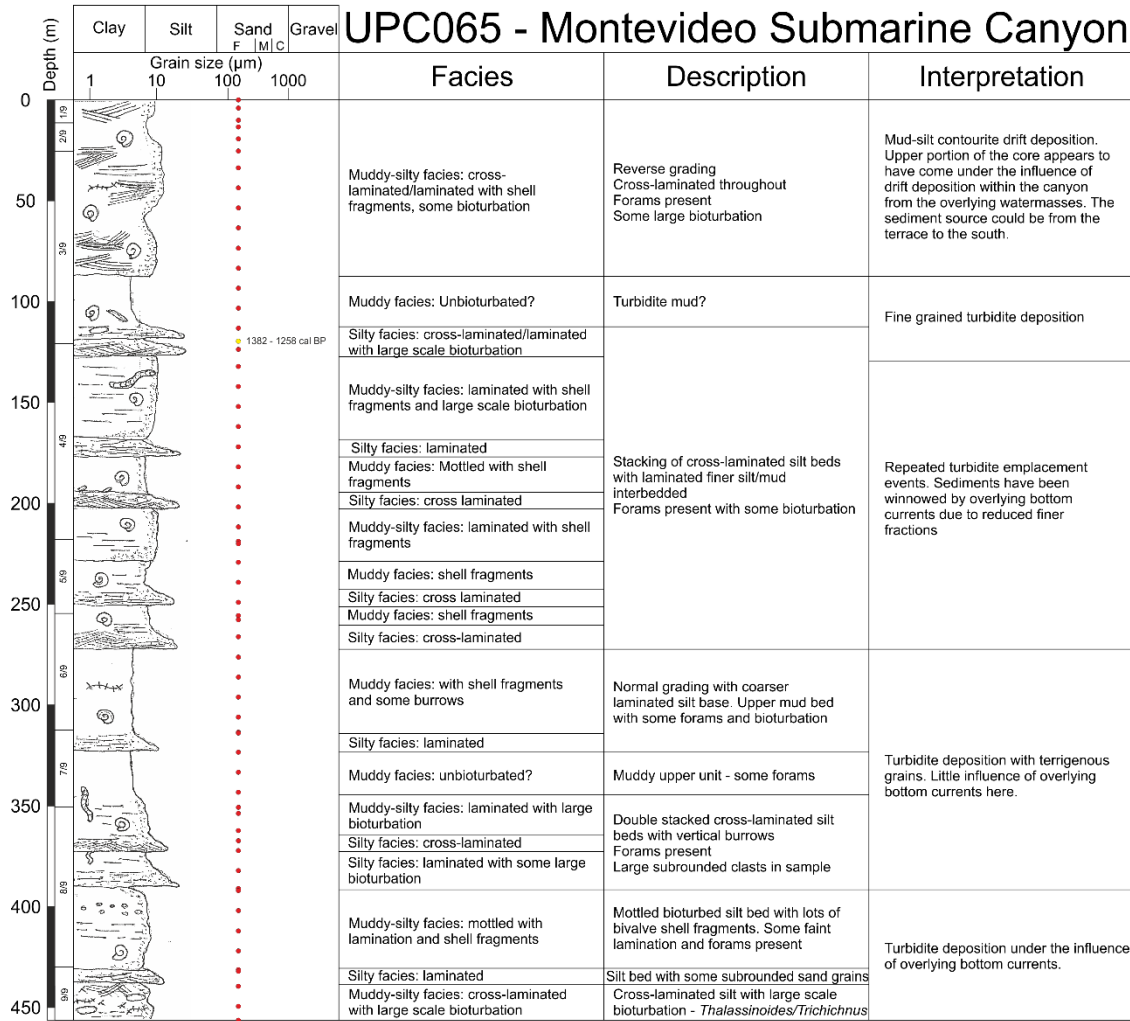 UPC065 - Montevideo Submarine Canyon
Depth (m)
Clay
Silt
Sand
Gravel
F
M
C
Grain size (µm)
1
10
100
1000
Facies
Description
Interpretation
0
50
100
150
200
250
300
350
400
450
1/9
2/9
3/9
4/9
5/9
6/9
7/9
8/9
9/9
1382 - 1258 cal BP
Muddy-silty facies: cross-
laminated/laminated with shell
fragments, some bioturbation
Muddy facies: Unbioturbated?
Silty facies: cross-laminated/laminated
with large scale bioturbation
Muddy-silty facies: laminated with shell
fragments and large scale bioturbation
Silty facies: laminated
Muddy facies: Mottled with shell
fragments
Silty facies: cross laminated
Muddy-silty facies: laminated with shell
fragments
Muddy facies: shell fragments
Silty facies: cross laminated
Muddy facies: shell fragments
Silty facies: cross-laminated
Muddy facies: with shell fragments
and some burrows
Silty facies: laminated
Muddy facies: unbioturbated?
Muddy-silty facies: laminated with large
bioturbation
Silty facies: cross-laminated
Silty facies: laminated with some large
bioturbation
Muddy-silty facies: mottled with
lamination and shell fragments
Silty facies: laminated
Muddy-silty facies: cross-laminated
with large scale bioturbation
Reverse grading
Cross-laminated throughout
Forams present
Some large bioturbation
Turbidite mud?
Stacking of cross-laminated silt beds
with laminated finer silt/mud
interbedded
Forams present with some bioturbation
Normal grading with coarser
laminated silt base. Upper mud bed
with some forams and bioturbation
Muddy upper unit - some forams
Double stacked cross-laminated silt
beds with vertical burrows
Forams present
Large subrounded clasts in sample
Mottled bioturbed silt bed with lots of
bivalve shell fragments. Some faint
lamination and forams present
Silt bed with some subrounded sand grains
Cross-laminated silt with large scale
bioturbation - Thalassinoides/Trichichnus
Mud-silt contourite drift deposition.
Upper portion of the core appears to
have come under the influence of
drift deposition within the canyon
from the overlying watermasses. The
sediment source could be from the
terrace to the south.
Fine grained turbidite deposition
Repeated turbidite emplacement
events. Sediments have been
winnowed by overlying bottom
currents due to reduced finer
fractions
Turbidite deposition with terrigenous
grains. Little influence of overlying
bottom currents here.
Turbidite deposition under the influence
of overlying bottom currents.